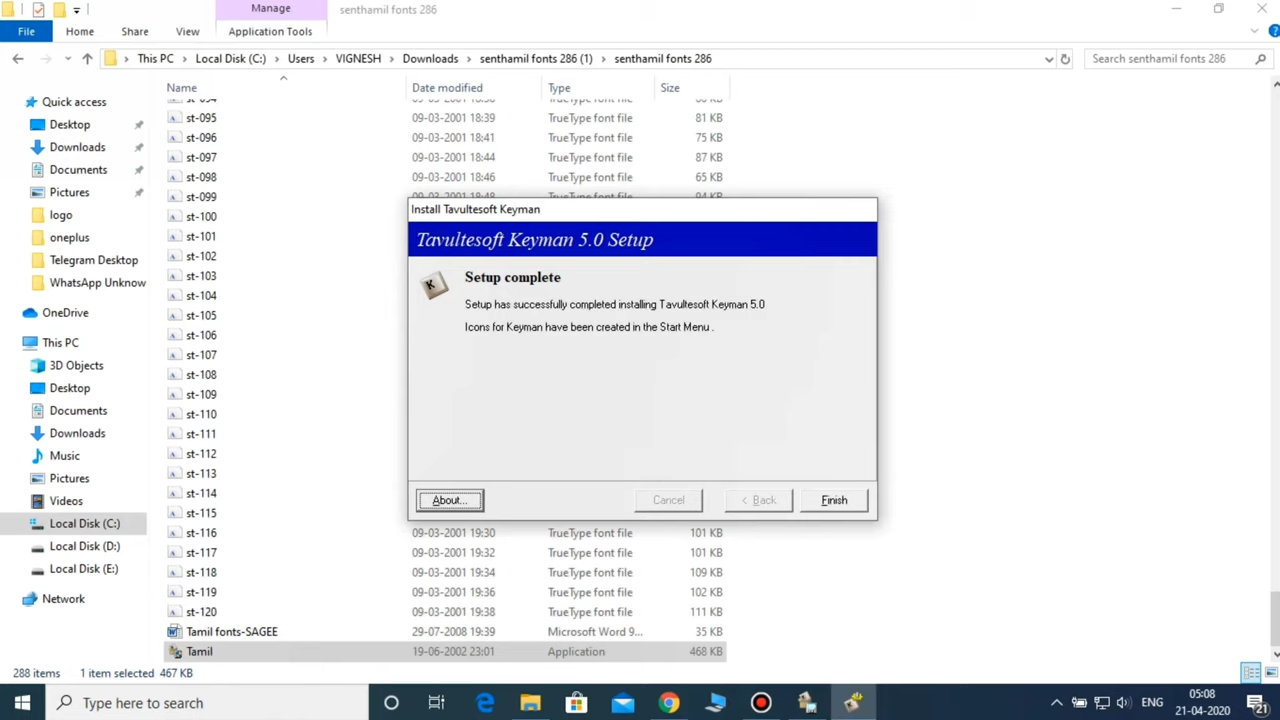 Manage
senthamil fonts 286
File
Home
Share
View
Application Tools
This PC
Local Disk (C:)
Users
VIGNESH
Downloads
senthamil fonts 286 (1)
senthamil fonts 286
Search senthamil fonts 286
Name
Date modified
Type
Size
Quick access
Desktop
Downloads
Documents
Pictures
logo
oneplus
Telegram Desktop
WhatsApp Unknow
OneDrive
This PC
3D Objects
Desktop
Documents
Downloads
Music
Pictures
Videos
Local Disk (C:)
Local Disk (D:)
Local Disk (E:)
Network
st-095 09-03-2001 18:39 TrueType font file 81 KB
st-096 09-03-2001 18:41 TrueType font file 75 KB
st-097 09-03-2001 18:44 TrueType font file 87 KB
st-098 09-03-2001 18:46 TrueType font file 65 KB
st-099 09-03-2001 18:48 TrueType font file 94 KB
st-100
st-101
st-102
st-103
st-104
st-105
st-106
st-107
st-108
st-109
st-110
st-111
st-112
st-113
st-114
st-115
st-116 09-03-2001 19:30 TrueType font file 101 KB
st-117 09-03-2001 19:32 TrueType font file 101 KB
st-118 09-03-2001 19:34 TrueType font file 109 KB
st-119 09-03-2001 19:36 TrueType font file 102 KB
st-120 09-03-2001 19:38 TrueType font file 111 KB
Tamil fonts-SAGEE 29-07-2008 19:39 Microsoft Word 9... 35 KB
Tamil 19-06-2002 23:01 Application 468 KB
Install Tavultesoft Keyman
Tavultesoft Keyman 5.0 Setup
K
Setup complete
Setup has successfully completed installing Tavultesoft Keyman 5.0
Icons for Keyman have been created in the Start Menu .
About...
Cancel
< Back
Finish
288 items 1 item selected 467 KB
Type here to search
ENG
05:08
21-04-2020
21